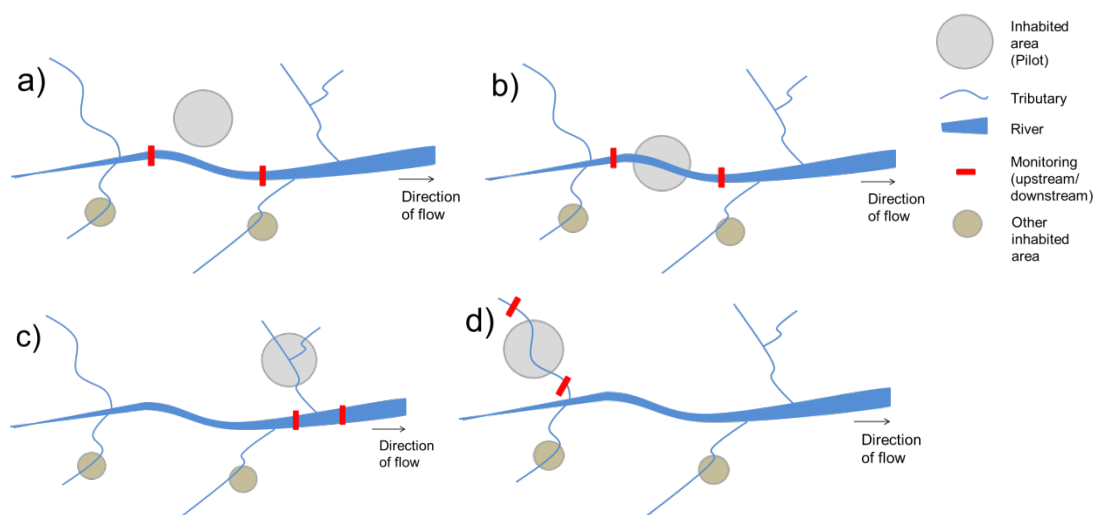 a)
Direction
of flow
b)
Direction
of flow
c)
Direction
of flow
d)
Direction
of flow
Inhabited
area
(Pilot)
Tributary
River
Monitoring
(upstream/
downstream)
Other
inhabited
area